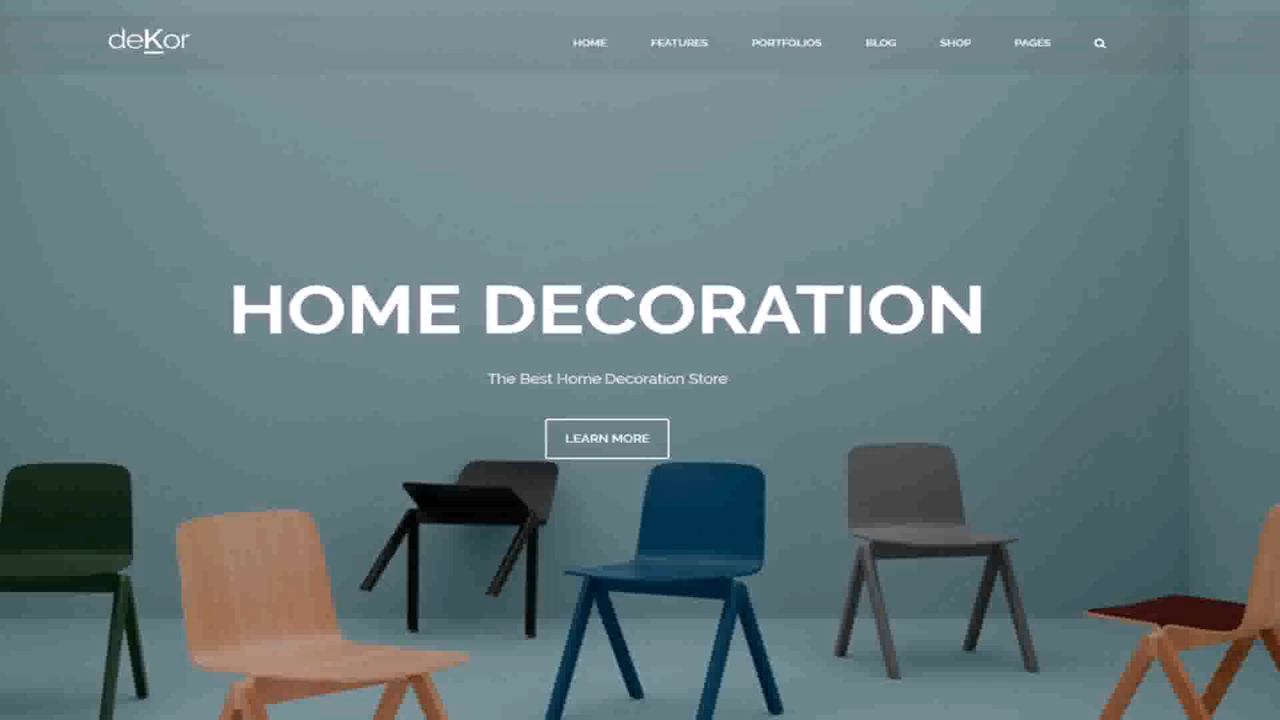 deKor
HOME FEATURES PORTFOLIOS BLOG SHOP PAGES
HOME DECORATION
The Best Home Decoration Store
LEARN MORE